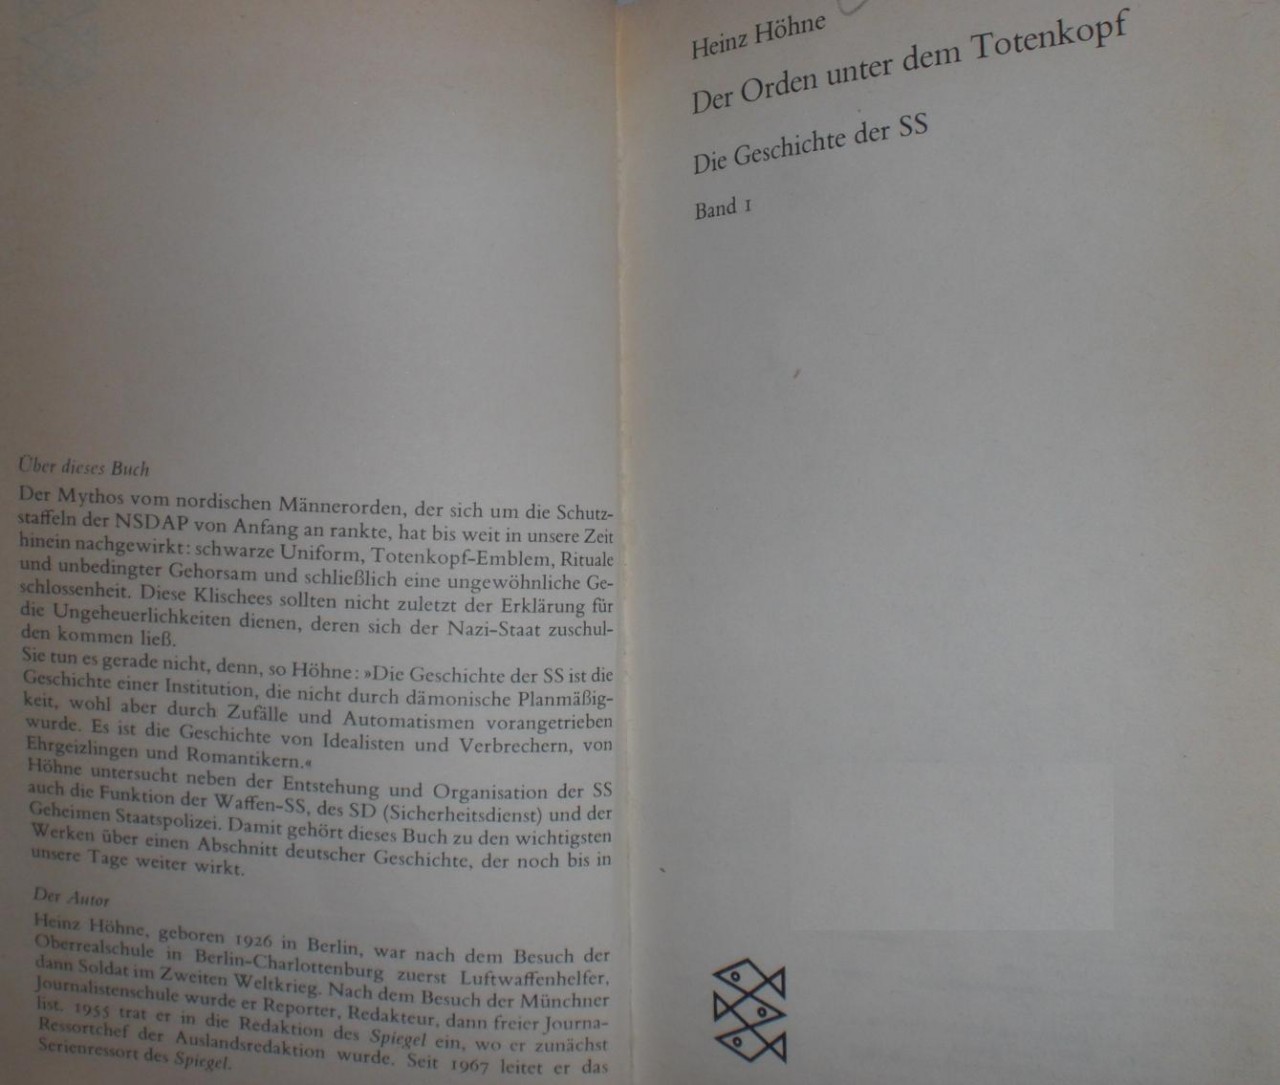 Über dieses Buch
Der Mythos vom nordischen Männerorden, der sich um die Schutz-
staffeln der NSDAP von Anfang an rankte, hat bis weit in unsere Zeit
hinein nachgewirkt: schwarze Uniform, Totenkopf-Emblem, Rituale
und unbedingter Gehorsam und schließlich eine ungewöhnliche Ge-
schlossenheit. Diese Klischees sollten nicht zuletzt der Erklärung für
die Ungeheuerlichkeiten dienen, deren sich der Nazi-Staat zuschul-
den kommen ließ.
Sie tun es gerade nicht, denn, so Höhne: »Die Geschichte der SS ist die
Geschichte einer Institution, die nicht durch dämonische Planmäßig-
keit, wohl aber durch Zufälle und Automatismen vorangetrieben
wurde. Es ist die Geschichte von Idealisten und Verbrechern, von
Ehrgeizlingen und Romantikern.«
Höhne untersucht neben der Entstehung und Organisation der SS
auch die Funktion der Waffen-SS, des SD (Sicherheitsdienst) und der
Geheimen Staatspolizei. Damit gehört dieses Buch zu den wichtigsten
Werken über einen Abschnitt deutscher Geschichte, der noch bis in
unsere Tage weiter wirkt.
Der Autor
Heinz Höhne, geboren 1926 in Berlin, war nach dem Besuch der
Oberrealschule in Berlin-Charlottenburg zuerst Luftwaffenhelfer,
dann Soldat im Zweiten Weltkrieg. Nach dem Besuch der Münchner
Journalistenschule wurde er Reporter, Redakteur, dann freier Journa-
list. 1955 trat er in die Redaktion des Spiegel ein, wo er zunächst
Ressortchef der Auslandsredaktion wurde. Seit 1967 leitet er das
Serienressort des Spiegel.
Heinz Höhne
Der Orden unter dem Totenkopf
Die Geschichte der SS
Band 1